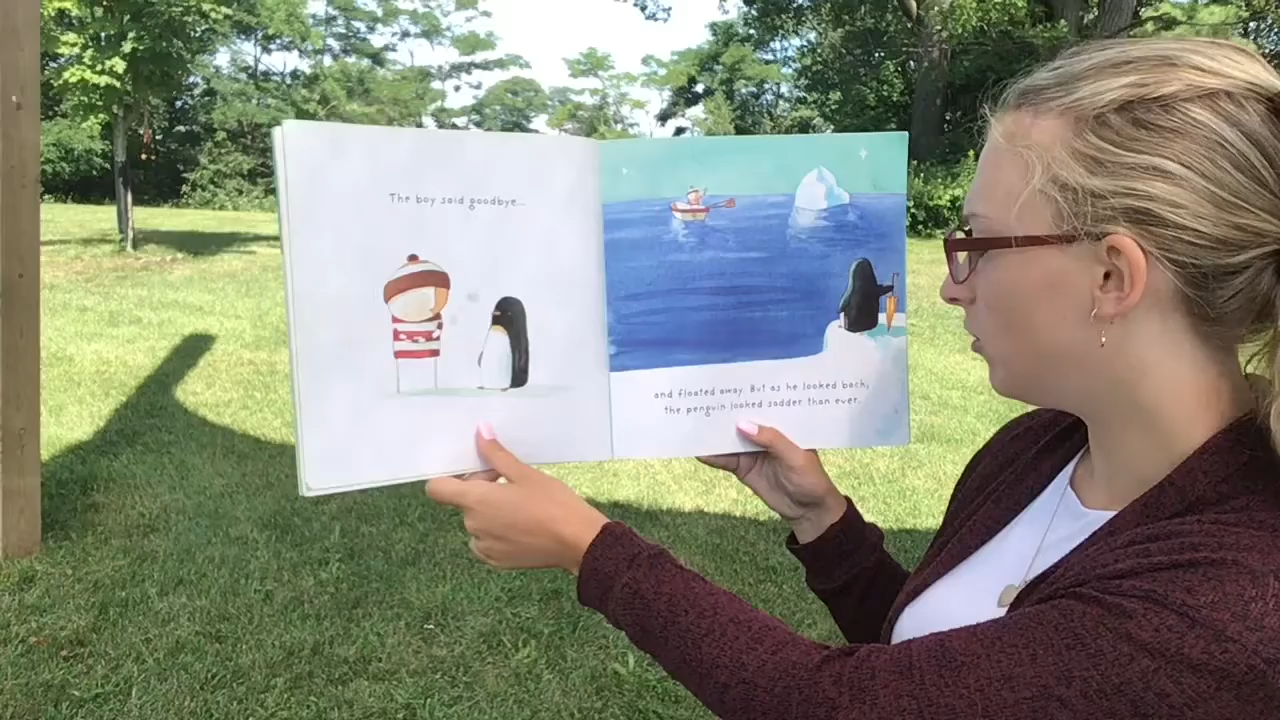 The boy said goodbye...
and floated away. But as he looked back,
the penguin looked sadder than ever.